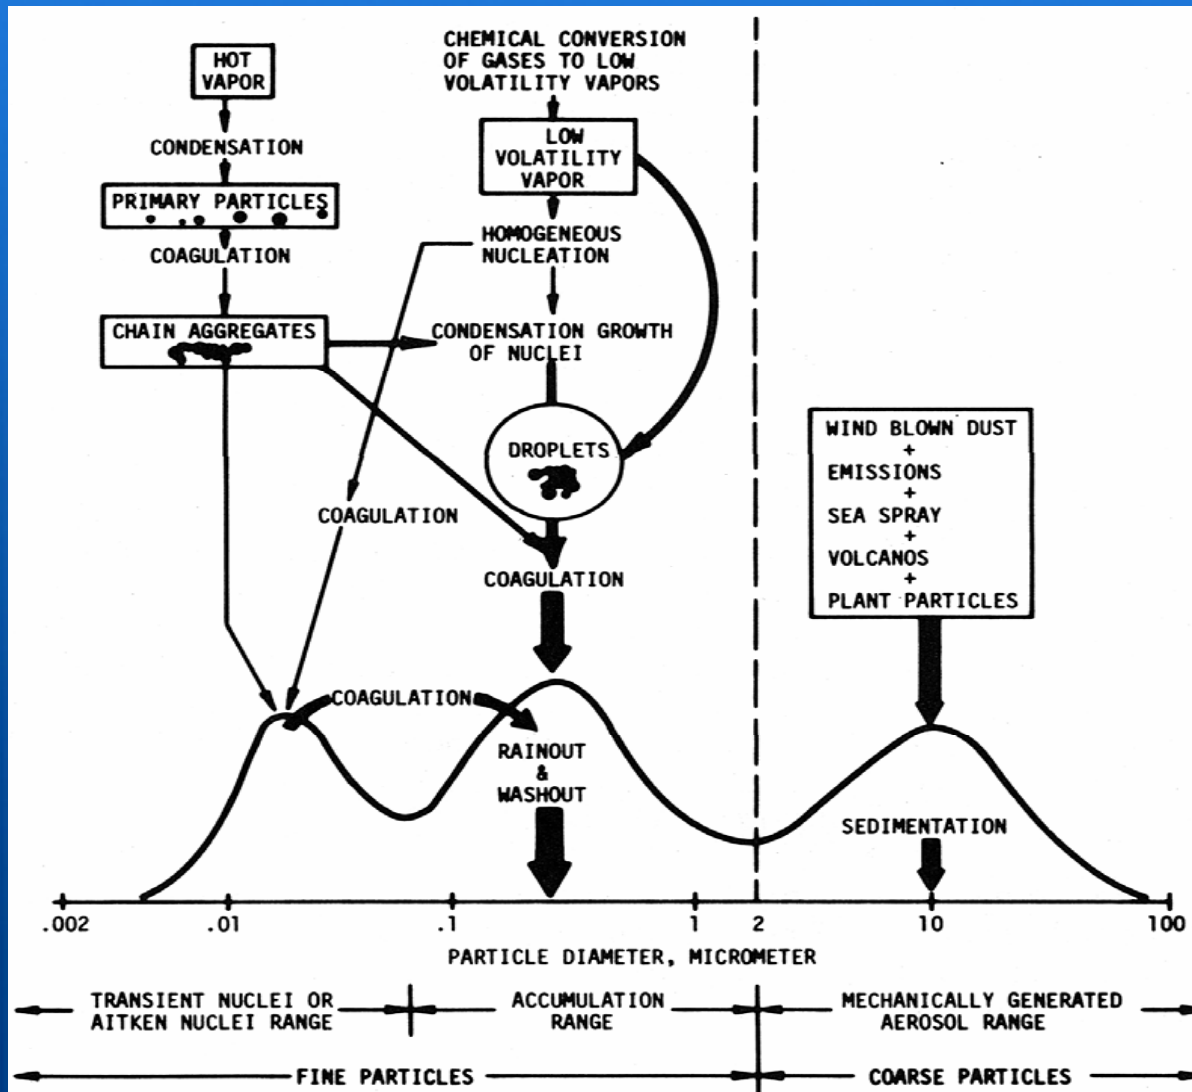 HOT
VAPOR
CONDENSATION
PRIMARY PARTICLES
COAGULATION
CHAIN AGGREGATES
CHEMICAL CONVERSION
OF GASES TO LOW
VOLATILITY VAPORS
LOW
VOLATILITY
VAPOR
HOMOGENEOUS
NUCLEATION
CONDENSATION GROWTH
OF NUCLEI
DROPLETS
COAGULATION
COAGULATION
COAGULATION
RAINOUT
&
WASHOUT
WIND BLOWN DUST
+
EMISSIONS
+
SEA SPRAY
+
VOLCANOS
+
PLANT PARTICLES
SEDIMENTATION
.002 .01 .1 1 2 10 100
PARTICLE DIAMETER, MICROMETER
TRANSIENT NUCLEI OR
AITKEN NUCLEI RANGE
ACCUMULATION
RANGE
MECHANICALLY GENERATED
AEROSOL RANGE
FINE PARTICLES
COARSE PARTICLES